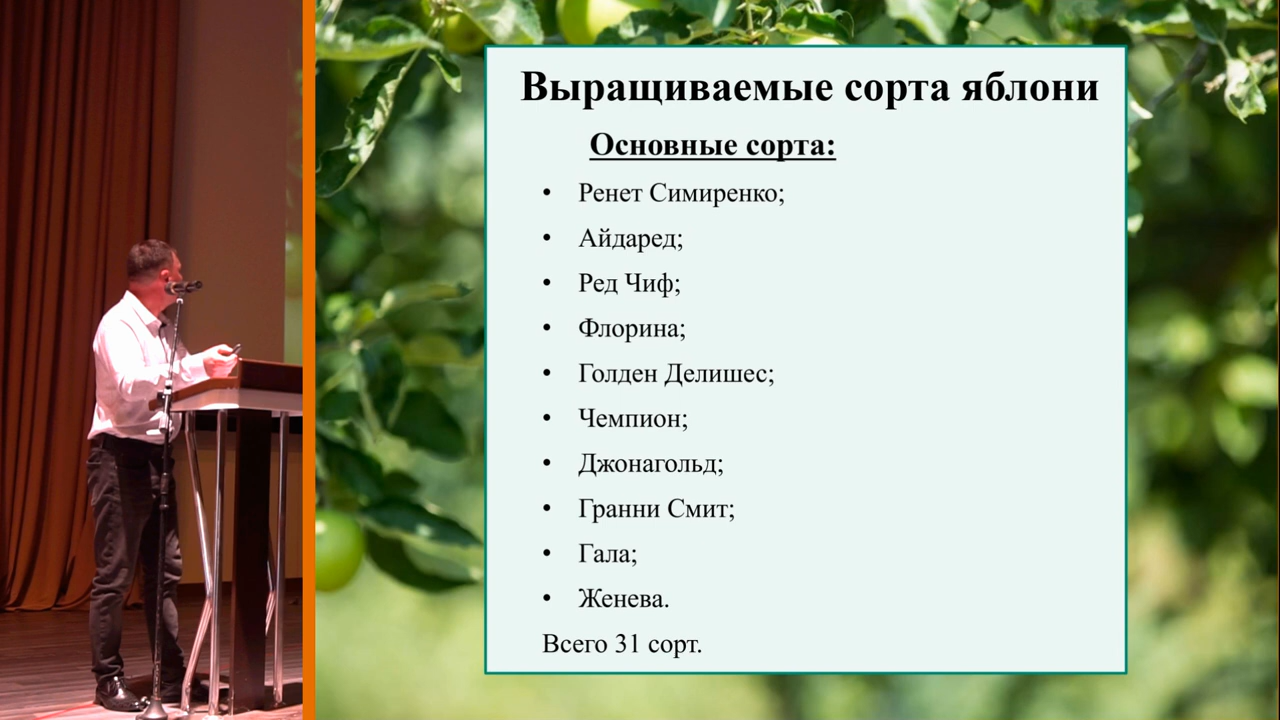 Выращиваемые сорта яблони
Основные сорта:
• Ренет Симиренко;
• Айдаред;
• Ред Чиф;
• Флорина;
• Голден Делишес;
• Чемпион;
• Джонагольд;
• Гранни Смит;
• Гала;
• Женева.
Всего 31 сорт.